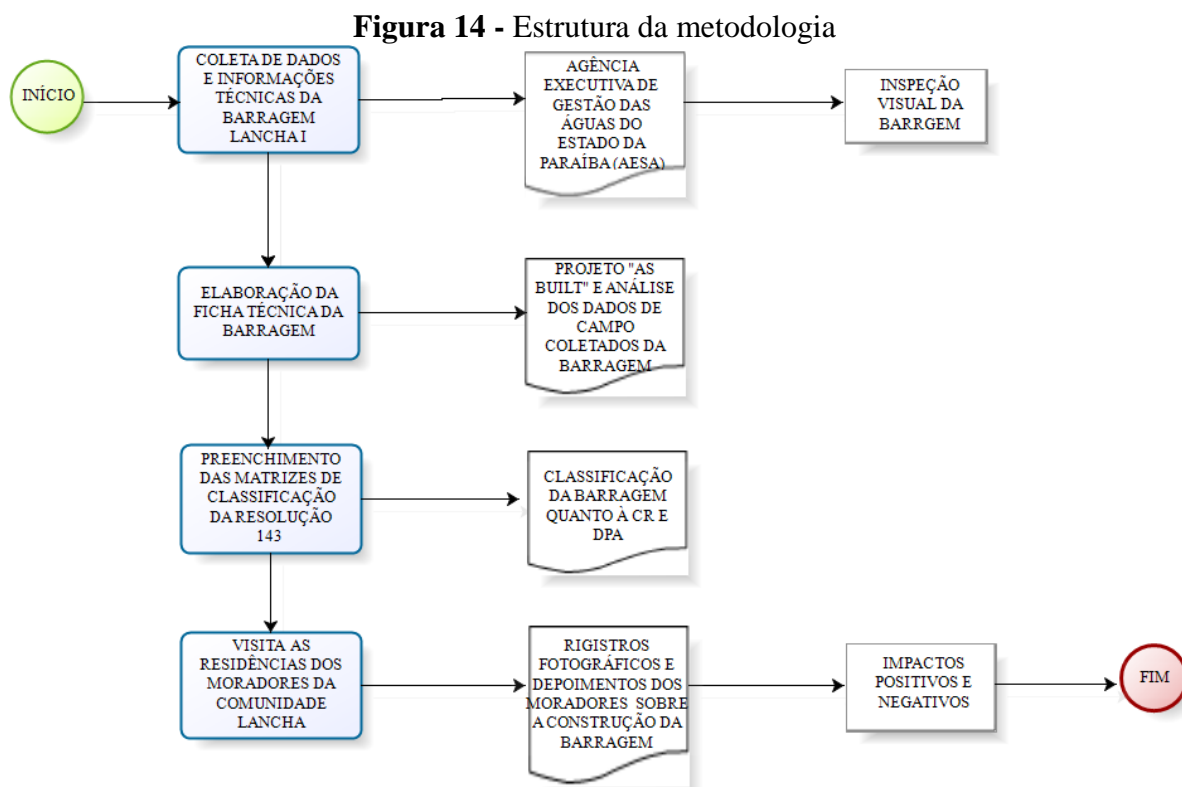 Figura 14 - Estrutura da metodologia
INÍCIO
COLETA DE DADOS
E INFORMAÇÕES
TÉCNICAS DA
BARRAGEM
LANCHA I
AGÊNCIA
EXECUTIVA DE
GESTÃO DAS
ÁGUAS DO
ESTADO DA
PARAÍBA (AESA)
INSPEÇÃO
VISUAL DA
BARRGEM
ELABORAÇÃO DA
FICHA TÉCNICA DA
BARRAGEM
PROJETO "AS
BUILT" E ANÁLISE
DOS DADOS DE
CAMPO
COLETADOS DA
BARRAGEM
PREENCHIMENTO
DAS MATRIZES DE
CLASSIFICAÇÃO
DA RESOLUÇÃO
143
CLASSIFICAÇÃO
DA BARRAGEM
QUANTO À CR E
DPA
VISITA AS
RESIDÊNCIAS DOS
MORADORES DA
COMUNIDADE
LANCHA
RIGISTROS
FOTOGRÁFICOS E
DEPOIMENTOS DOS
MORADORES SOBRE
A CONSTRUÇÃO DA
BARRAGEM
IMPACTOS
POSITIVOS E
NEGATIVOS
FIM